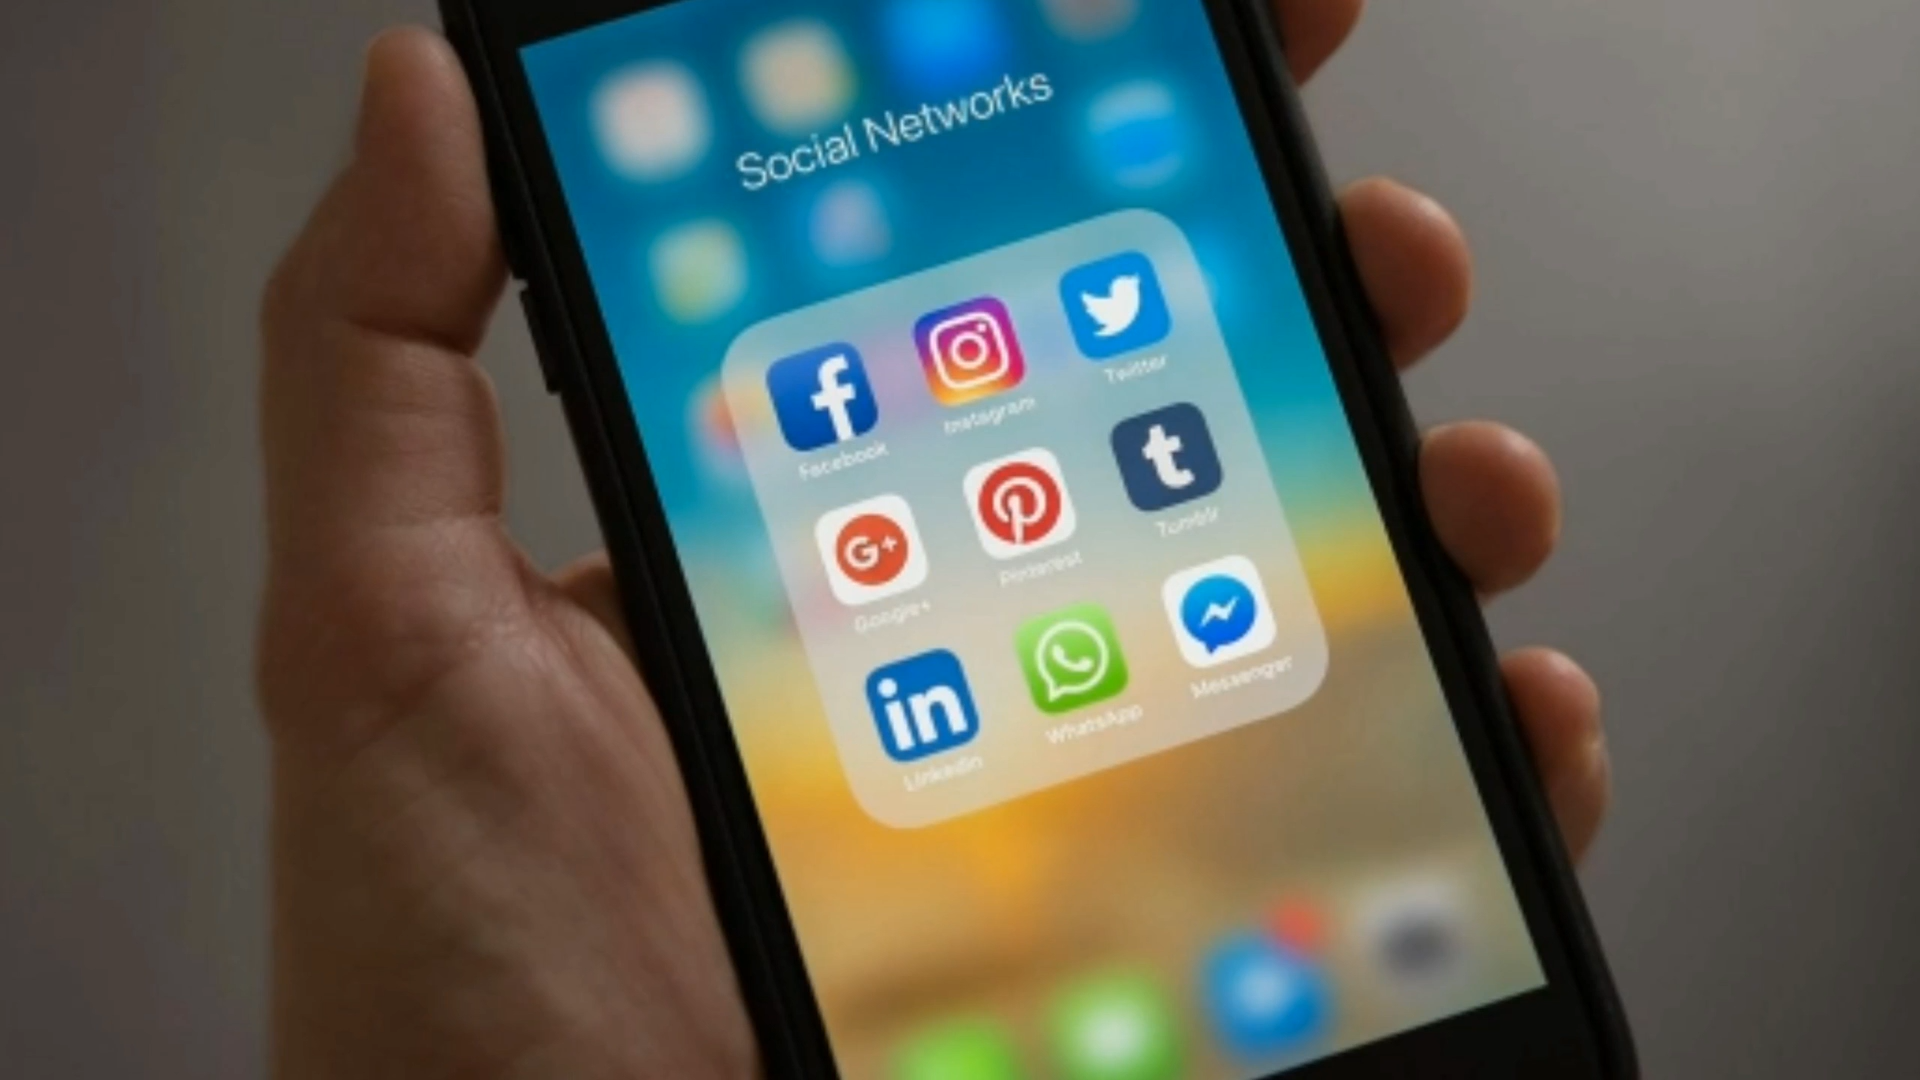 Social Networks
Facebook
Instagram
Twitter
Google+
Pinterest
Tumblr
LinkedIn
WhatsApp
Messenger